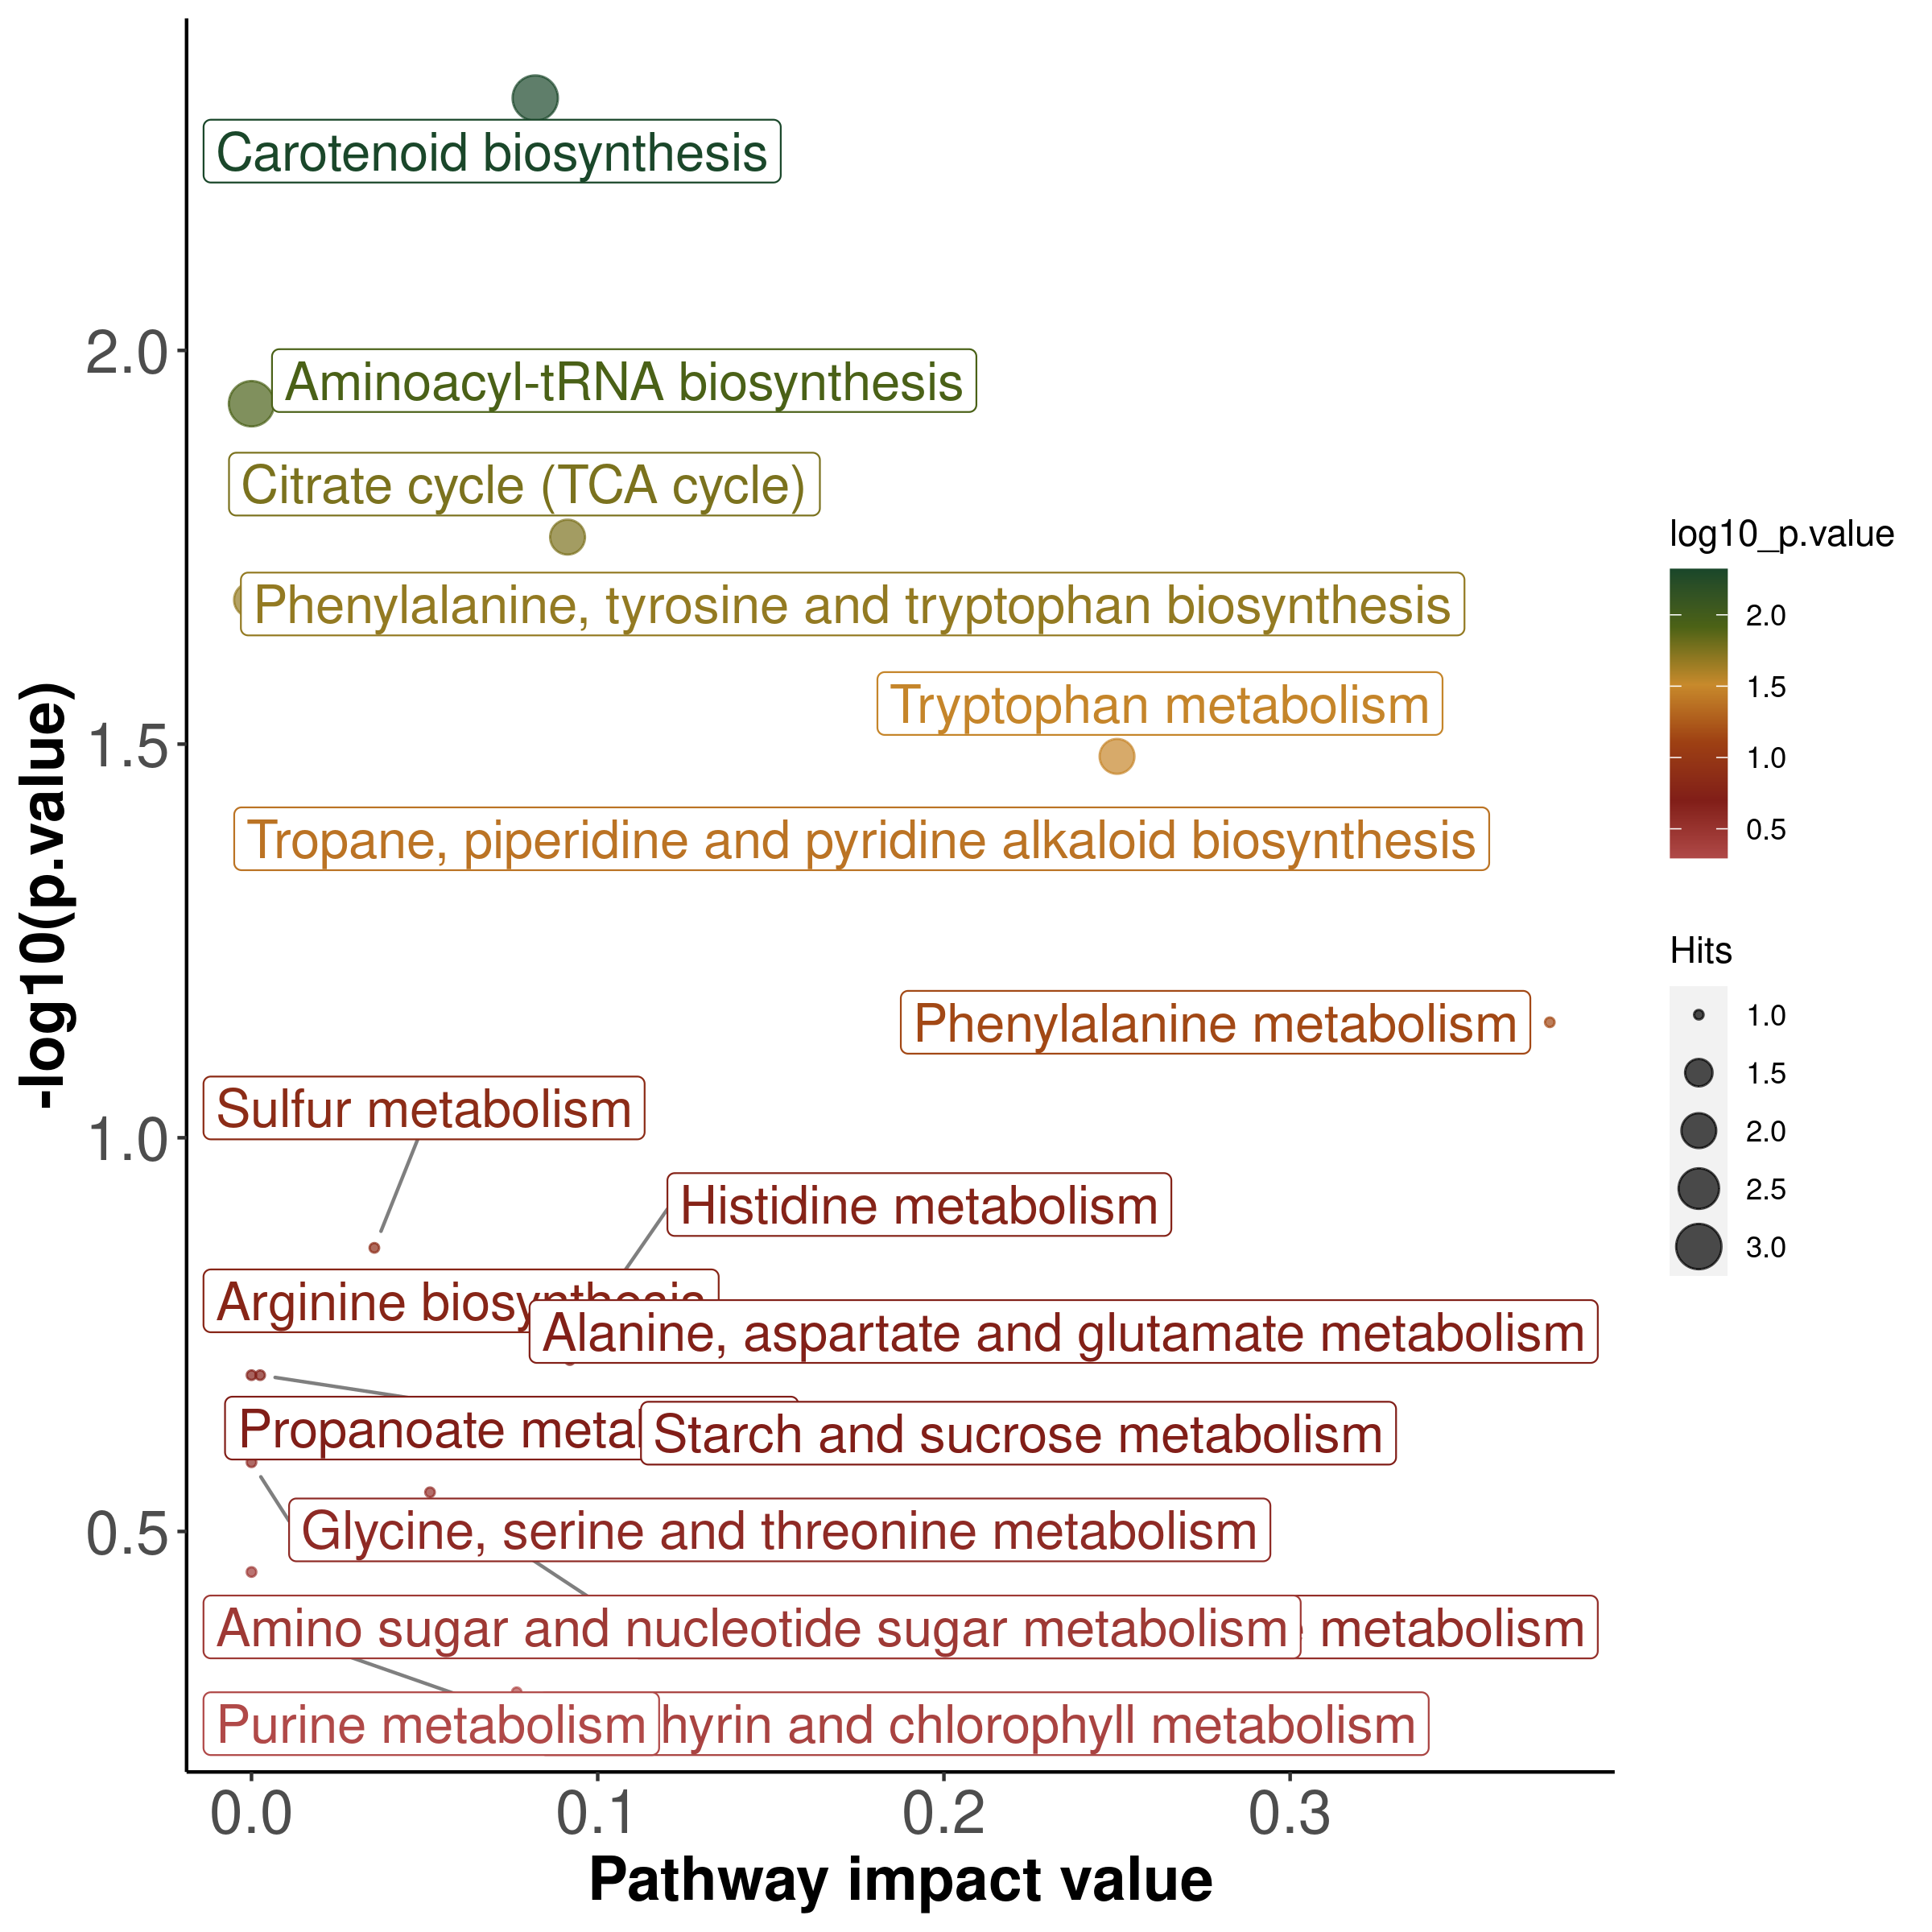 Carotenoid biosynthesis
2.0
Aminoacyl-tRNA biosynthesis
Citrate cycle (TCA cycle)
Phenylalanine, tyrosine and tryptophan biosynthesis
Tryptophan metabolism
1.5
Tropane, piperidine and pyridine alkaloid biosynthesis
Phenylalanine metabolism
Sulfur metabolism
1.0
Histidine metabolism
Arginine
Alanine, aspartate and glutamate metabolism
Propanoate
Starch and sucrose metabolism
0.5
Glycine, serine and threonine metabolism
Amino sugar and nucleotide sugar metabolism
metabolism
Purine metabolism
and chlorophyll metabolism
0.0 0.1 0.2 0.3
Pathway impact value
-log10(p.value)
log10_p.value
2.0
1.5
1.0
0.5
Hits
1.0
1.5
2.0
2.5
3.0